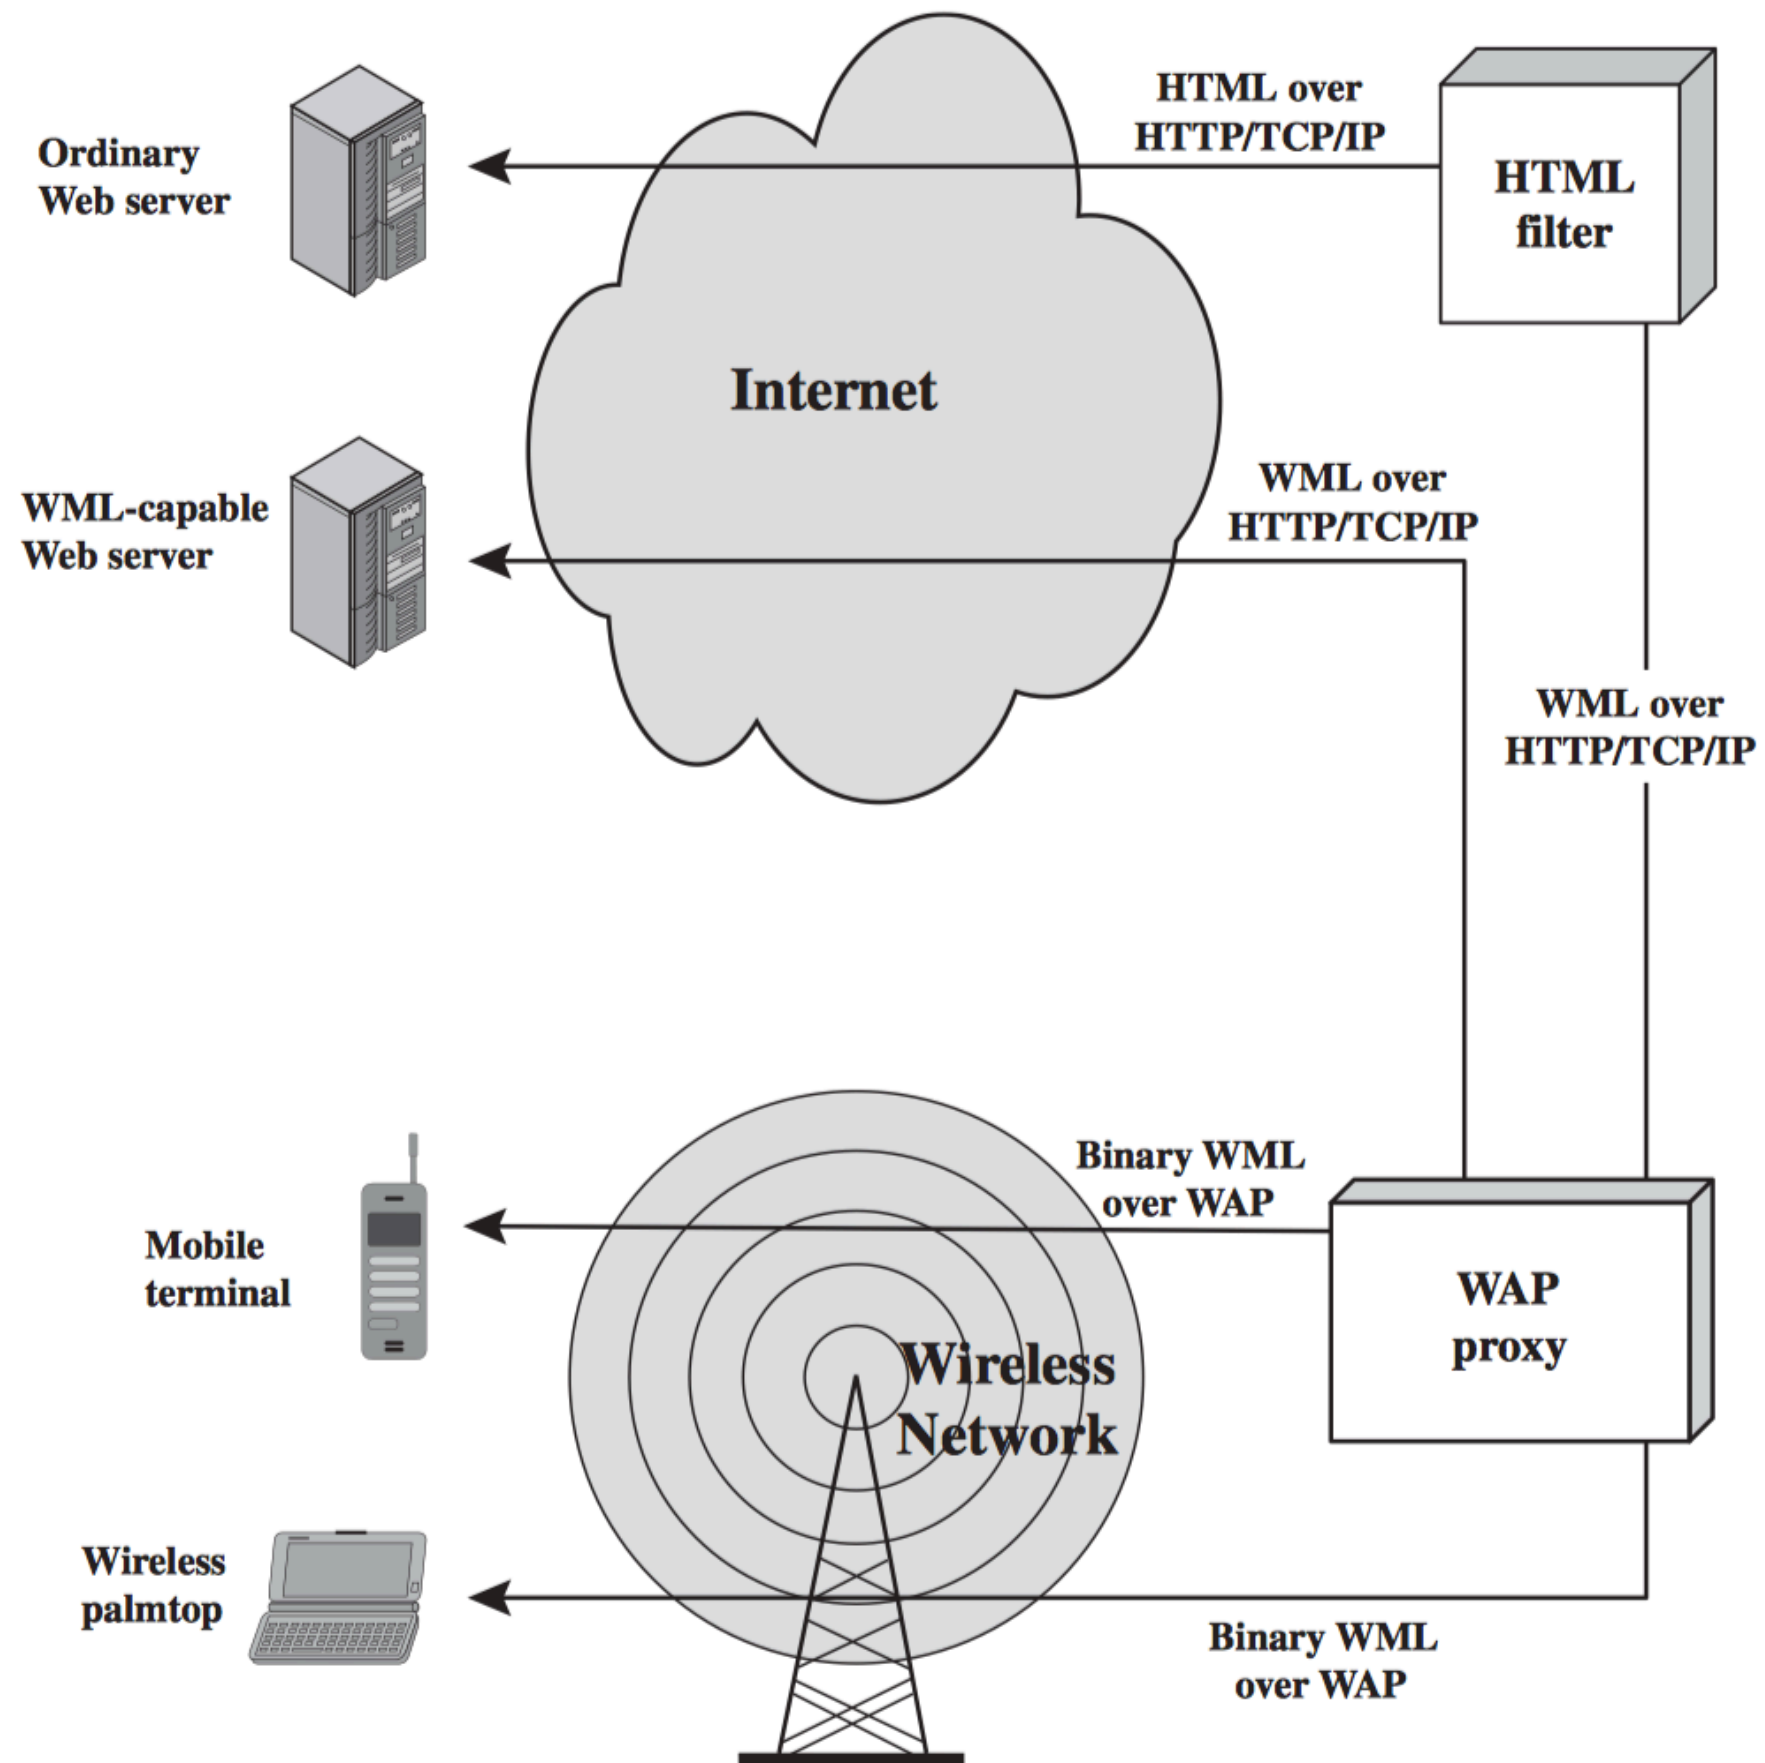 HTML over
HTTP/TCP/IP
Ordinary
Web server
HTML
filter
Internet
WML over
HTTP/TCP/IP
WML-capable
Web server
WML over
HTTP/TCP/IP
Binary WML
over WAP
Mobile
terminal
WAP
proxy
Wireless
Network
Wireless
palmtop
Binary WML
over WAP